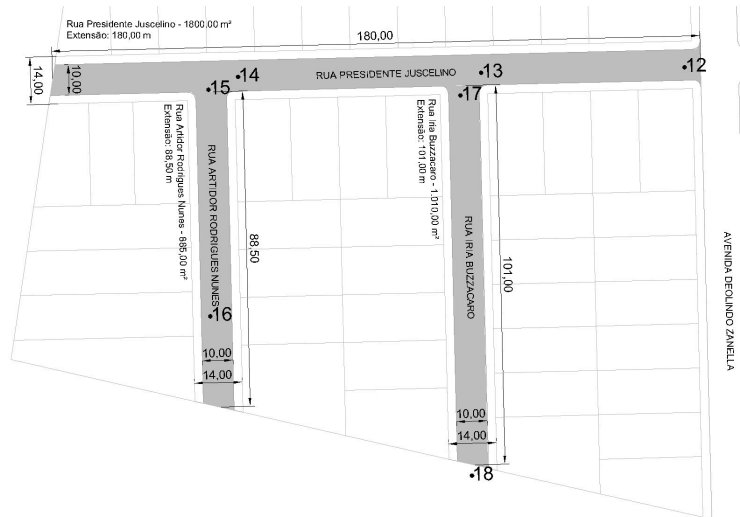 Rua Presidente Juscelino - 1800,00 m²
Extensão: 180,00 m
180,00
14,00
10,00
RUA PRESIDENTE JUSCELINO
12
13
14
15
17
Rua Artidor Rodrigues Nunes - 885,00 m²
Extensão: 88,50 m
RUA ARTIDOR RODRIGUES NUNES
88,50
Rua Iria Buzzacaro - 1.010,00 m²
Extensão: 101,00 m
RUA IRIA BUZZACARO
101,00
AVENIDA DEOLINDO ZANELLA
16
10,00
14,00
10,00
14,00
18